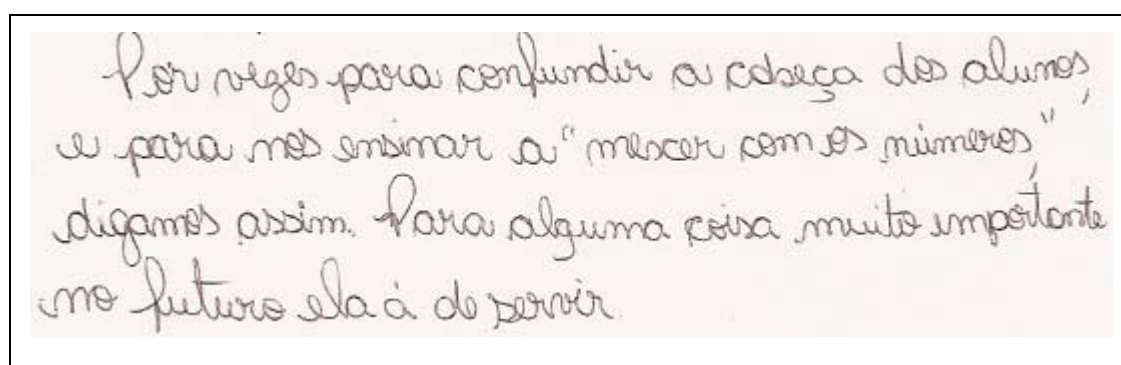 Por vezes para confundir a cabeça dos alunos,
e para nos ensinar a "mexcer com os números",
digamos assim. Para alguma coisa muito importante
no futuro ela à de servir.